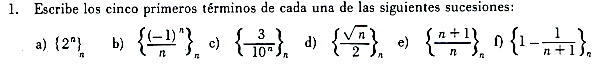 1. Escribe los cinco primeros términos de cada una de las siguientes sucesiones:
a) {2ⁿ}ₙ b) {(-1)ⁿ/n}ₙ c) {3/10ⁿ}ₙ d) {√n/2}ₙ e) {(n+1)/n}ₙ f) {1 - 1/(n+1)}ₙ